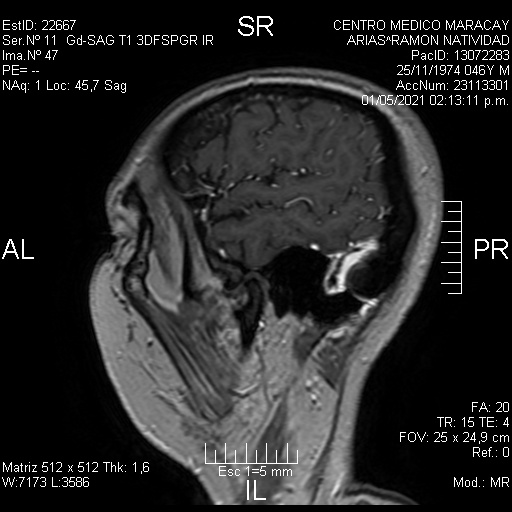 EstID: 22667
Ser.Nº 11 Gd-SAG T1 3DFSPGR IR
Ima.Nº 47
PE= --
NAq: 1 Loc: 45,7 Sag
SR
CENTRO MEDICO MARACAY
ARIAS^RAMON NATIVIDAD
PacID: 13072283
25/11/1974 046Y M
AccNum: 23113301
01/05/2021 02:13:11 p.m.
AL
PR
FA: 20
TR: 15 TE: 4
FOV: 25 x 24,9 cm
Ref.: 0
Matriz 512 x 512 Thk: 1,6
W:7173 L:3586
Esc 1=5 mm
IL
Mod.: MR